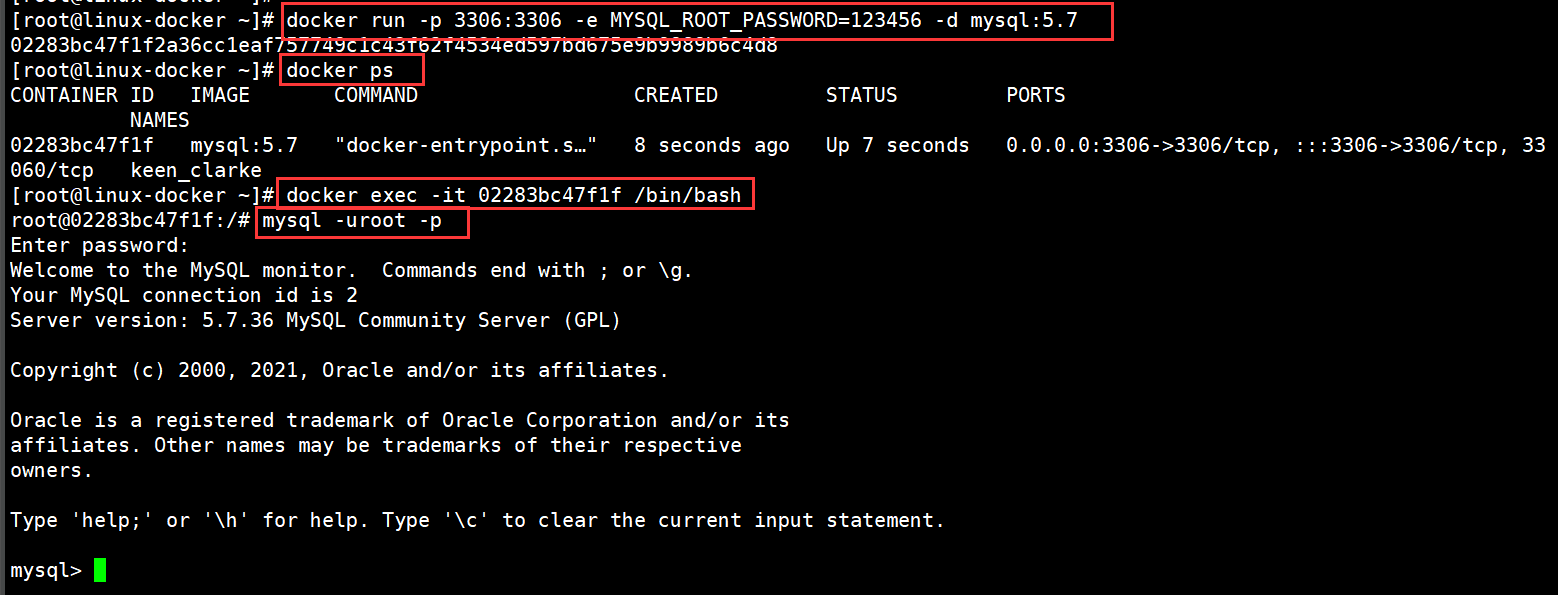 [root@linux-docker ~]#
[root@linux-docker ~]# docker run -p 3306:3306 -e MYSQL_ROOT_PASSWORD=123456 -d mysql:5.7
02283bc47f1f2a36cc1eaf757749c1c43f62f4534ed597bd675e9b9989b6c4d8
[root@linux-docker ~]# docker ps
CONTAINER ID   IMAGE       COMMAND                  CREATED         STATUS         PORTS
          NAMES
02283bc47f1f   mysql:5.7   "docker-entrypoint.s…"   8 seconds ago   Up 7 seconds   0.0.0.0:3306->3306/tcp, :::3306->3306/tcp, 33
060/tcp   keen_clarke
[root@linux-docker ~]# docker exec -it 02283bc47f1f /bin/bash
root@02283bc47f1f:/# mysql -uroot -p
Enter password:
Welcome to the MySQL monitor.  Commands end with ; or \g.
Your MySQL connection id is 2
Server version: 5.7.36 MySQL Community Server (GPL)
Copyright (c) 2000, 2021, Oracle and/or its affiliates.
Oracle is a registered trademark of Oracle Corporation and/or its
affiliates. Other names may be trademarks of their respective
owners.
Type 'help;' or '\h' for help. Type '\c' to clear the current input statement.
mysql>